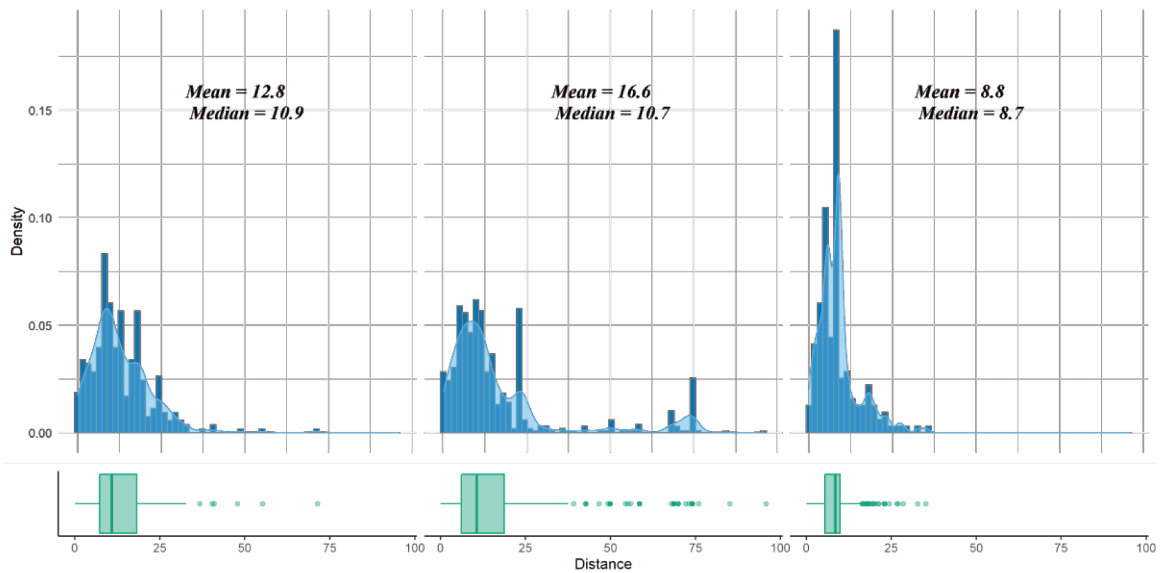 Mean = 12.8
Median = 10.9
Mean = 16.6
Median = 10.7
Mean = 8.8
Median = 8.7
Density
0.15
0.10
0.05
0.00
0 25 50 75 100 0 25 50 75 100 0 25 50 75 100
Distance